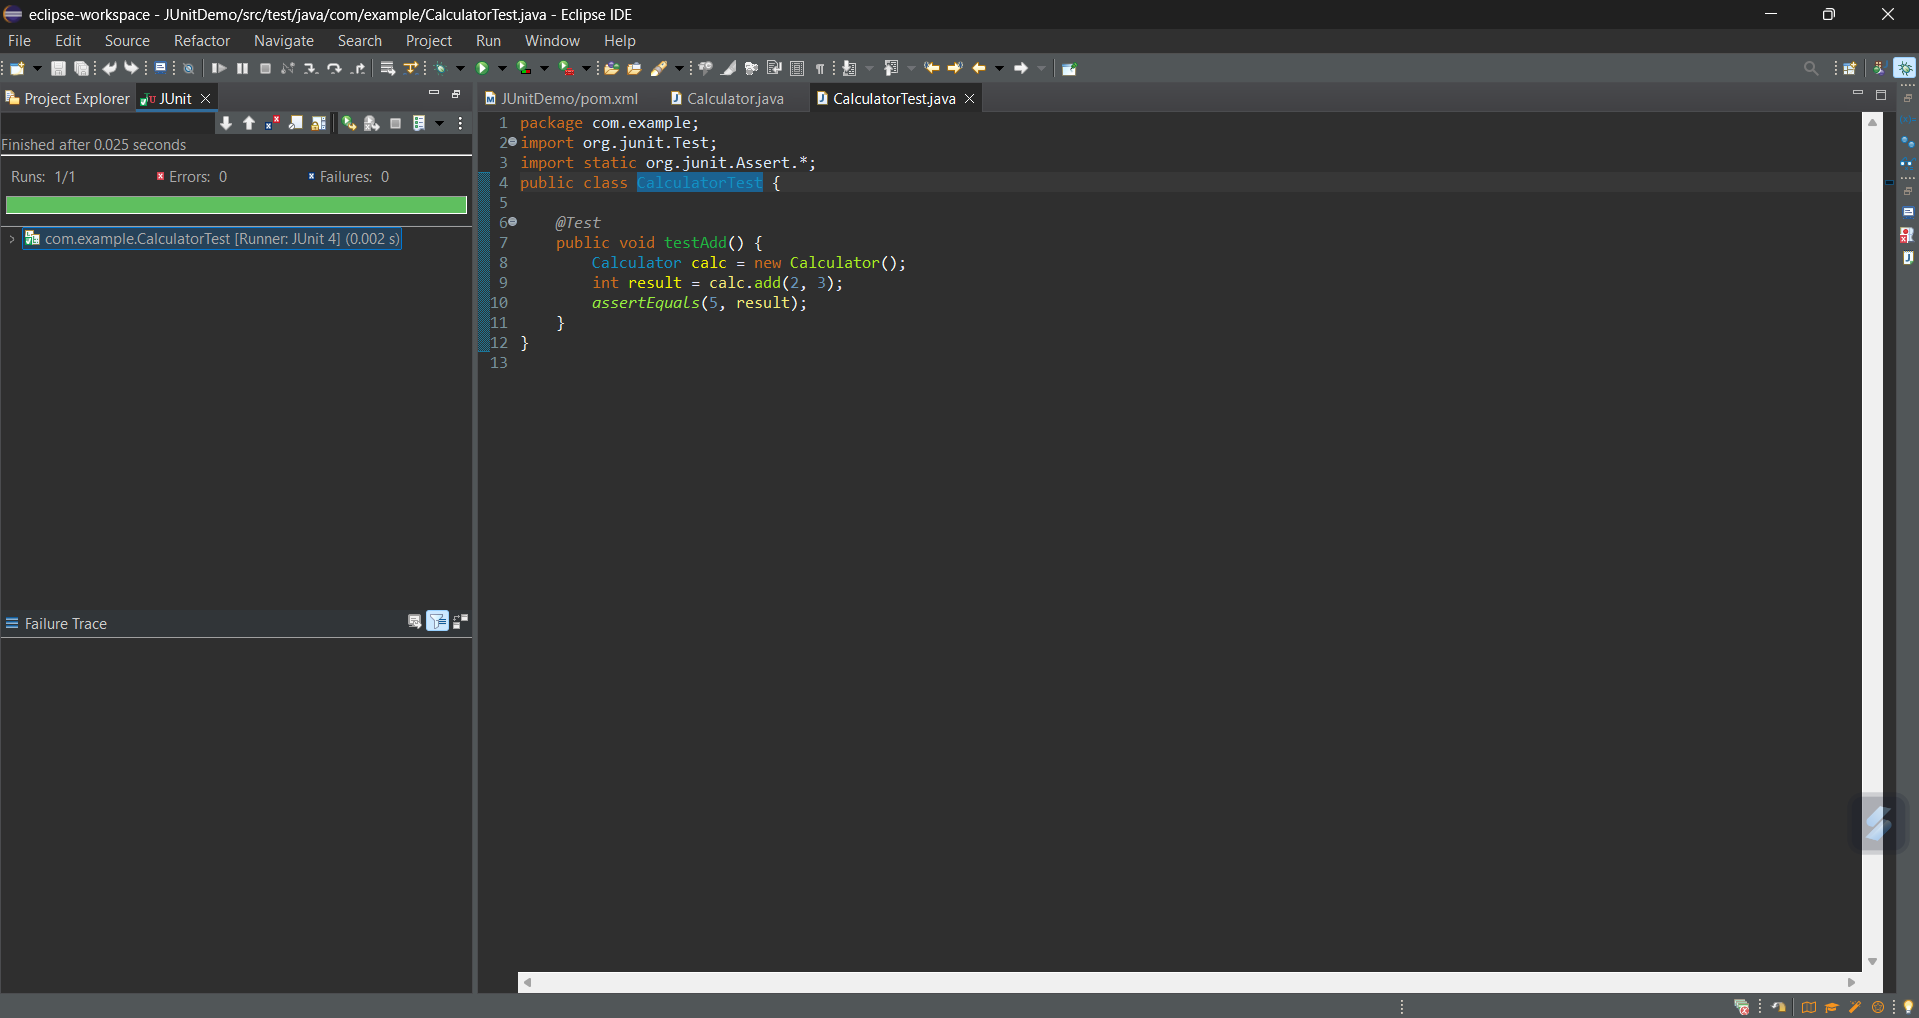 eclipse-workspace - JUnitDemo/src/test/java/com/example/CalculatorTest.java - Eclipse IDE
File Edit Source Refactor Navigate Search Project Run Window Help
Project Explorer JUnit
JUnitDemo/pom.xml Calculator.java CalculatorTest.java
Finished after 0.025 seconds
Runs: 1/1 Errors: 0 Failures: 0
com.example.CalculatorTest [Runner: JUnit 4] (0.002 s)
Failure Trace
1 package com.example;
2 import org.junit.Test;
3 import static org.junit.Assert.*;
4 public class CalculatorTest {
5
6 @Test
7 public void testAdd() {
8 Calculator calc = new Calculator();
9 int result = calc.add(2, 3);
10 assertEquals(5, result);
11 }
12 }
13